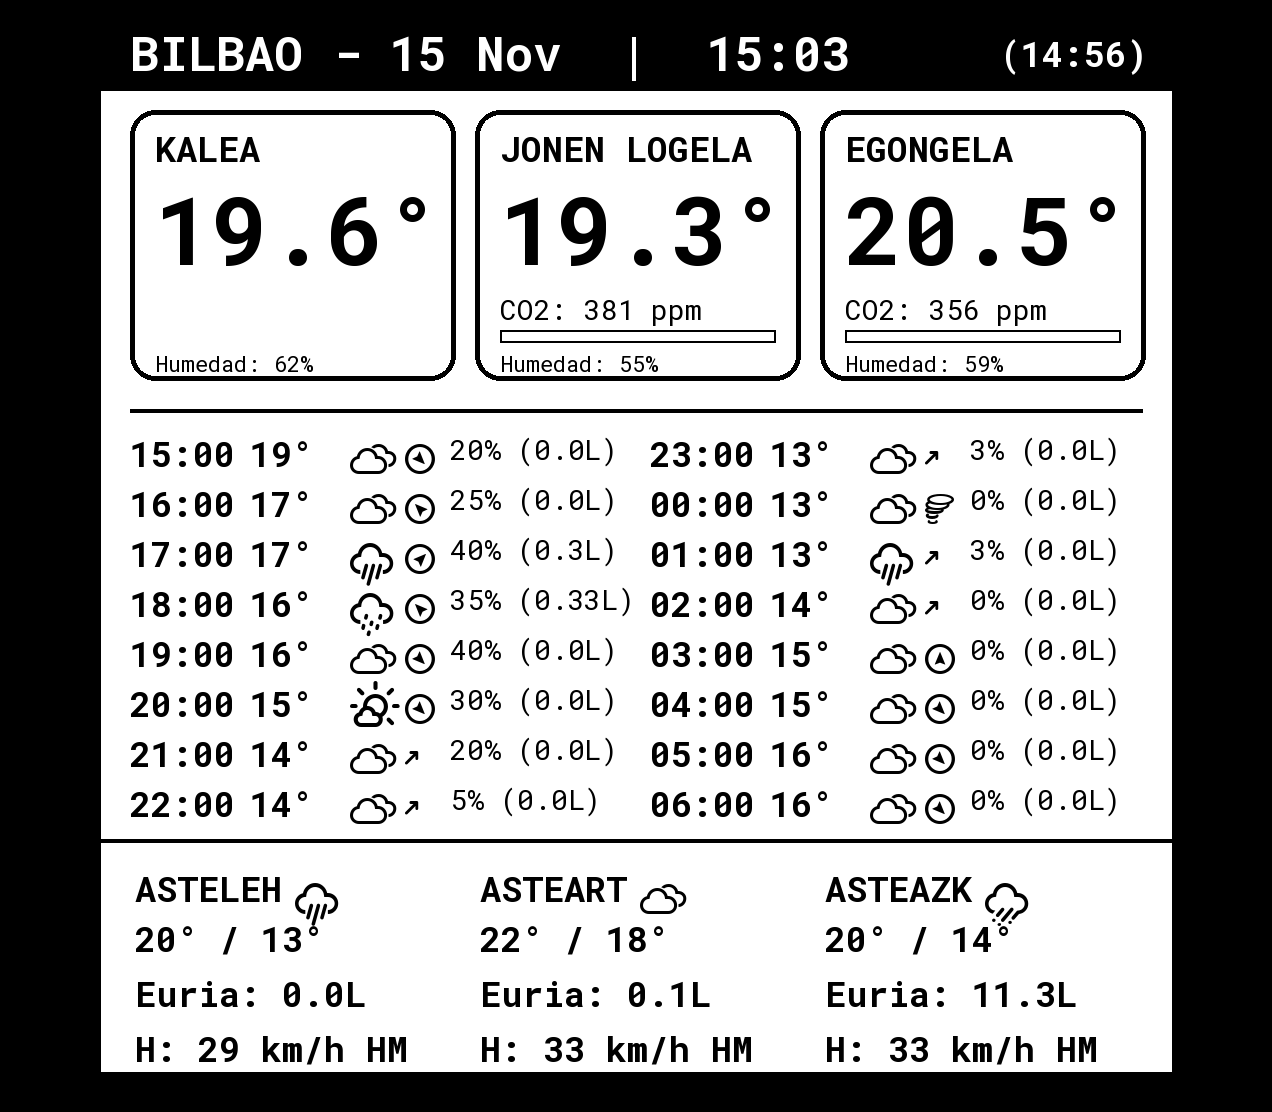 BILBAO - 15 Nov | 15:03 (14:56)
KALEA
19.6°
Humedad: 62%
JONEN LOGELA
19.3°
CO2: 381 ppm
Humedad: 55%
EGONGELA
20.5°
CO2: 356 ppm
Humedad: 59%
15:00 19° 20% (0.0L)
16:00 17° 25% (0.0L)
17:00 17° 40% (0.3L)
18:00 16° 35% (0.33L)
19:00 16° 40% (0.0L)
20:00 15° 30% (0.0L)
21:00 14° 20% (0.0L)
22:00 14° 5% (0.0L)
23:00 13° 3% (0.0L)
00:00 13° 0% (0.0L)
01:00 13° 3% (0.0L)
02:00 14° 0% (0.0L)
03:00 15° 0% (0.0L)
04:00 15° 0% (0.0L)
05:00 16° 0% (0.0L)
06:00 16° 0% (0.0L)
ASTELEH
20° / 13°
Euria: 0.0L
H: 29 km/h HM
ASTEART
22° / 18°
Euria: 0.1L
H: 33 km/h HM
ASTEAZK
20° / 14°
Euria: 11.3L
H: 33 km/h HM